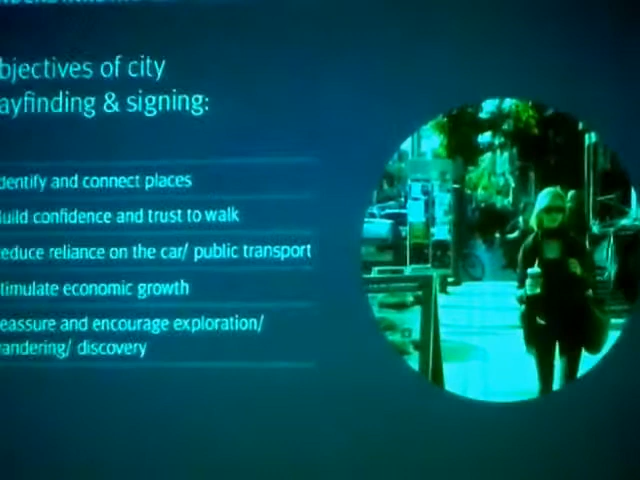 bjectives of city
ayfinding & signing:
dentify and connect places
uild confidence and trust to walk
educe reliance on the car/ public transport
timulate economic growth
eassure and encourage exploration/
andering/ discovery